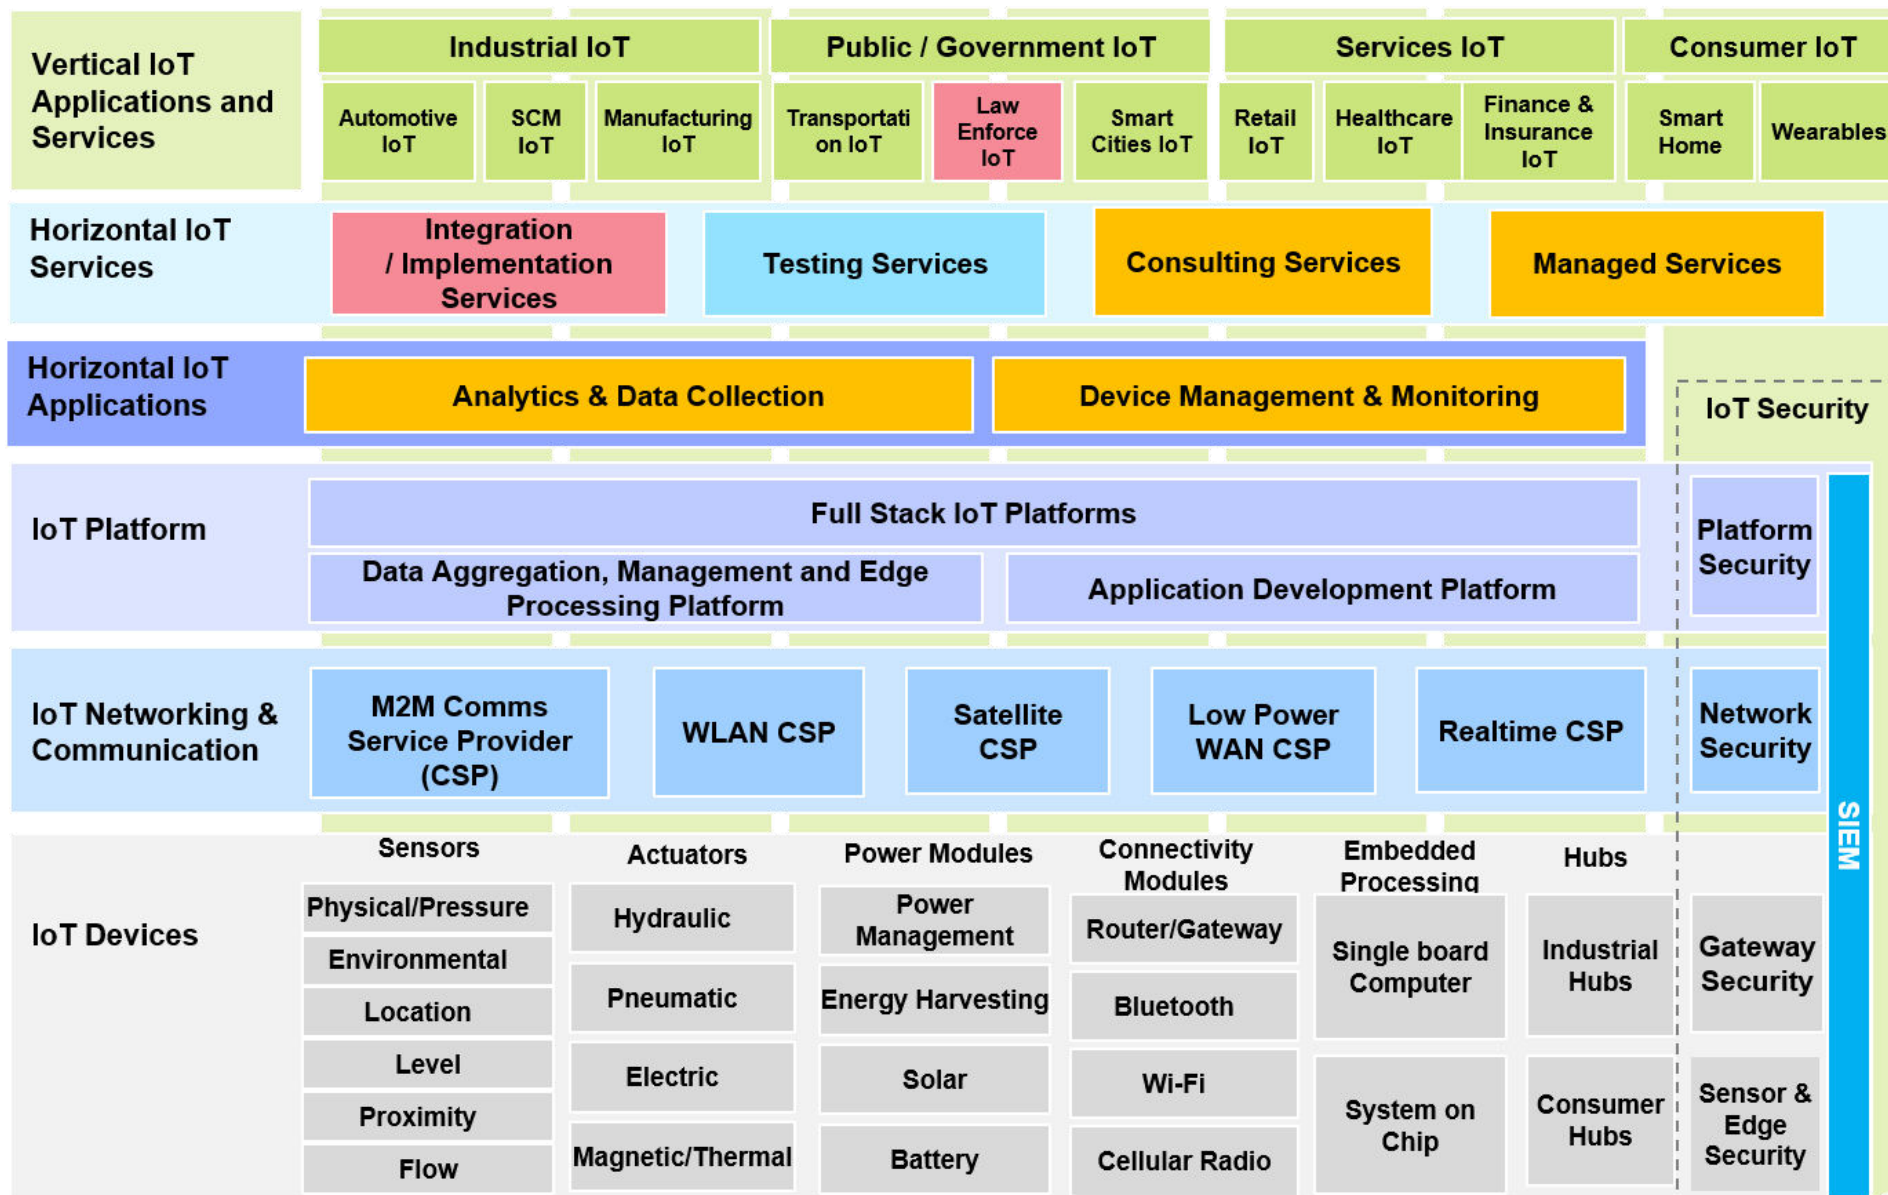 Vertical IoT
Applications and
Services
Industrial IoT
Public / Government IoT
Services IoT
Consumer IoT
Automotive
IoT
SCM
IoT
Manufacturing
IoT
Transportati
on IoT
Law
Enforce
IoT
Smart
Cities IoT
Retail
IoT
Healthcare
IoT
Finance &
Insurance
IoT
Smart
Home
Wearables
Horizontal IoT
Services
Integration
/ Implementation
Services
Testing Services
Consulting Services
Managed Services
Horizontal IoT
Applications
Analytics & Data Collection
Device Management & Monitoring
IoT Security
IoT Platform
Full Stack IoT Platforms
Data Aggregation, Management and Edge
Processing Platform
Application Development Platform
Platform
Security
IoT Networking &
Communication
M2M Comms
Service Provider
(CSP)
WLAN CSP
Satellite
CSP
Low Power
WAN CSP
Realtime CSP
Network
Security
SIEM
IoT Devices
Sensors
Physical/Pressure
Environmental
Location
Level
Proximity
Flow
Actuators
Hydraulic
Pneumatic
Electric
Magnetic/Thermal
Power Modules
Power
Management
Energy Harvesting
Solar
Battery
Connectivity
Modules
Router/Gateway
Bluetooth
Wi-Fi
Cellular Radio
Embedded
Processing
Single board
Computer
System on
Chip
Hubs
Industrial
Hubs
Consumer
Hubs
Gateway
Security
Sensor &
Edge
Security